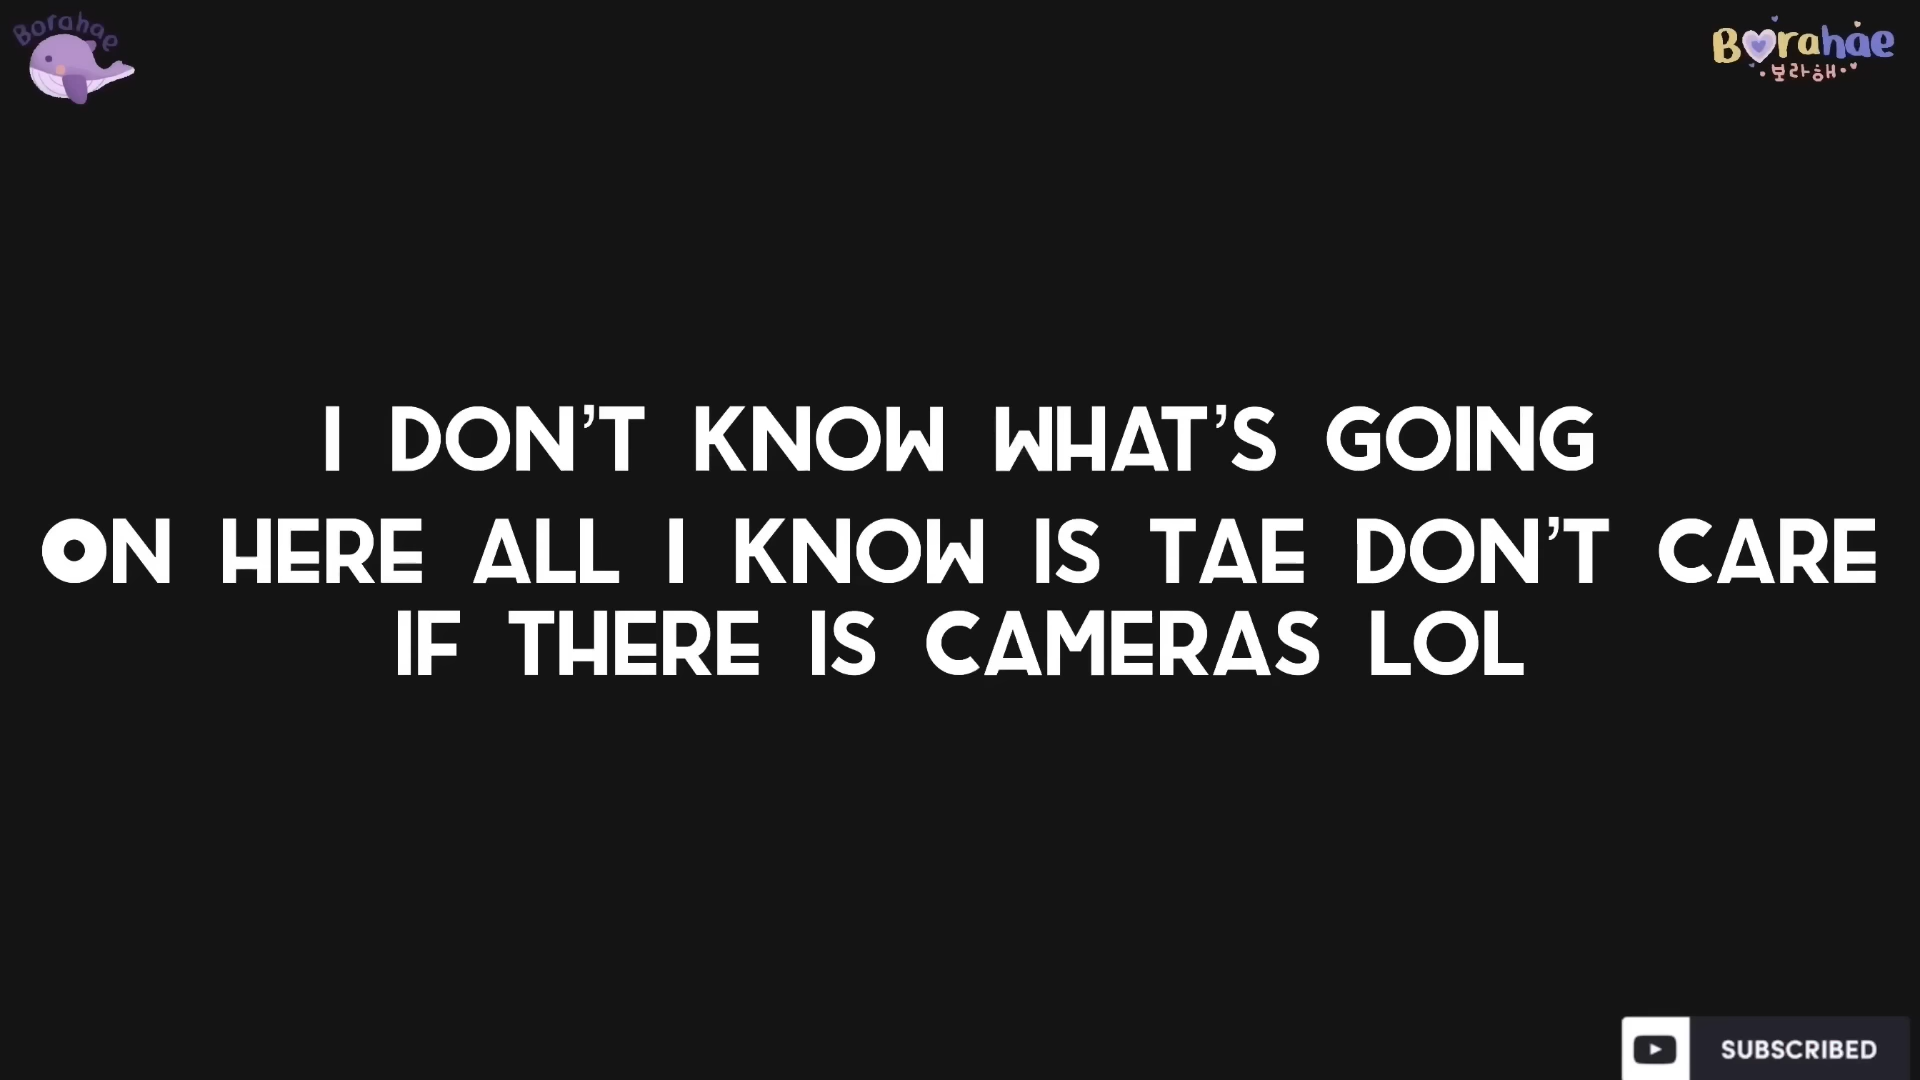 Borahae
Borahae
보라해
I DON'T KNOW WHAT'S GOING
ON HERE ALL I KNOW IS TAE DON'T CARE
IF THERE IS CAMERAS LOL
SUBSCRIBED